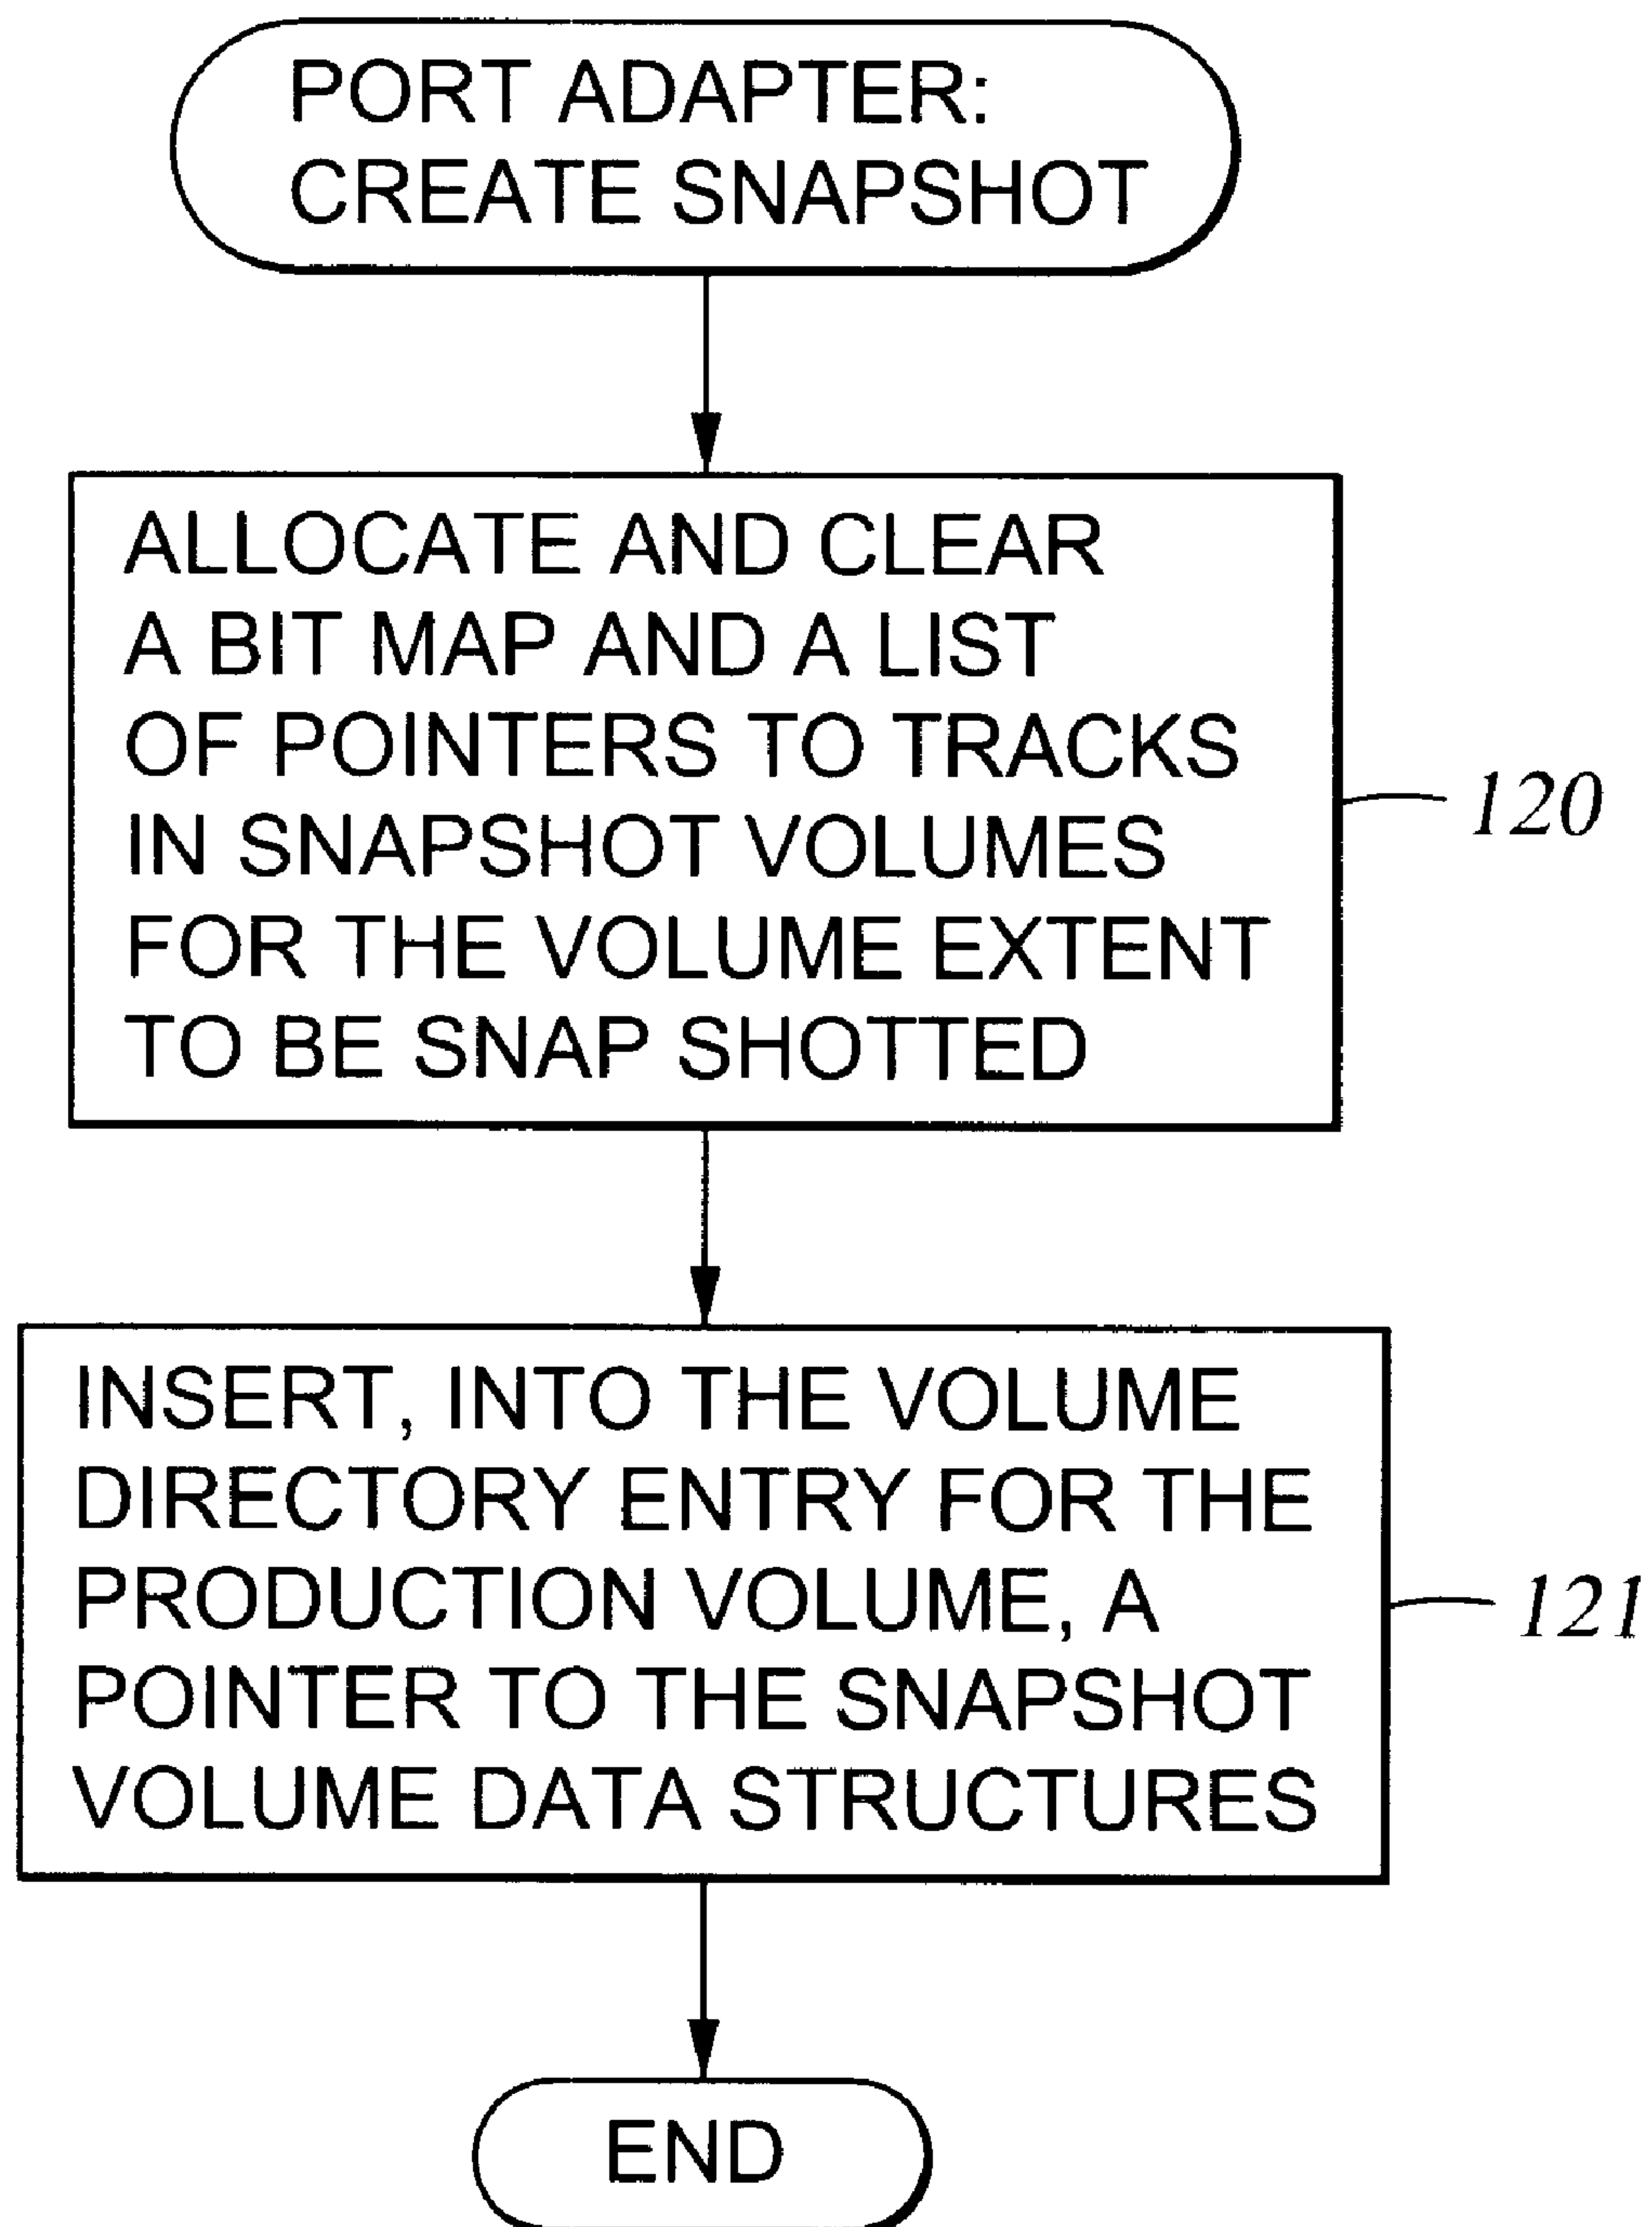 PORT ADAPTER:
CREATE SNAPSHOT
ALLOCATE AND CLEAR
A BIT MAP AND A LIST
OF POINTERS TO TRACKS
IN SNAPSHOT VOLUMES
FOR THE VOLUME EXTENT
TO BE SNAP SHOTTED
120
INSERT, INTO THE VOLUME
DIRECTORY ENTRY FOR THE
PRODUCTION VOLUME, A
POINTER TO THE SNAPSHOT
VOLUME DATA STRUCTURES
121
END